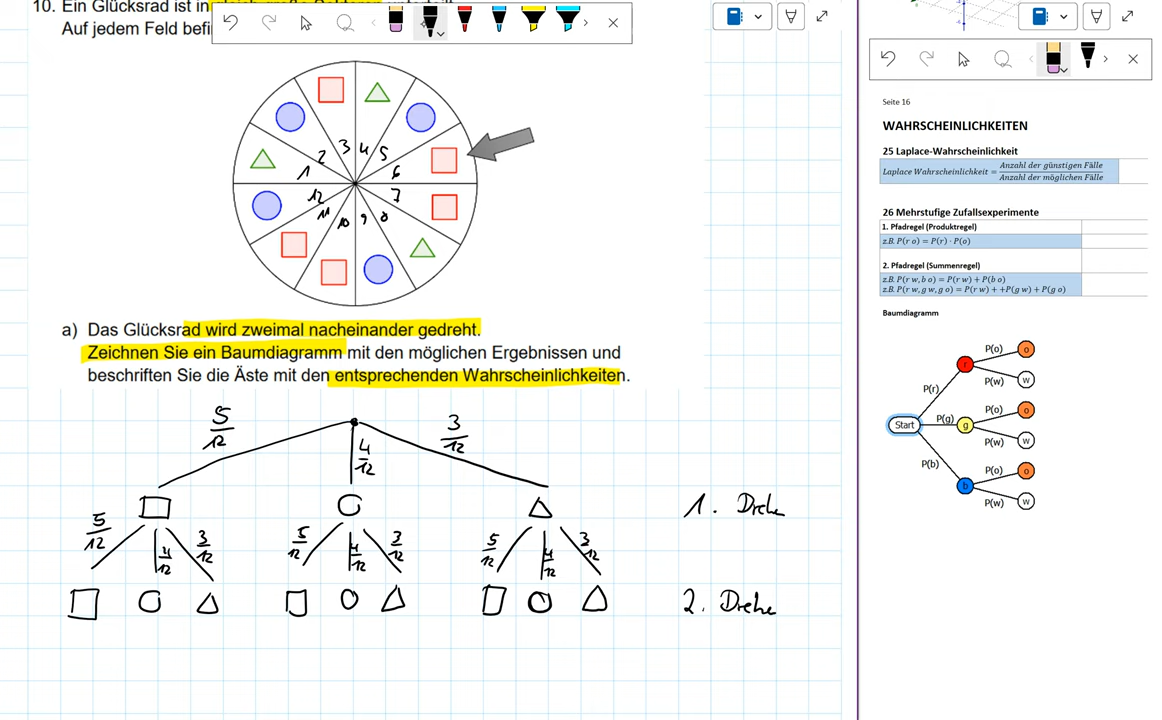 10. Ein Glücksrad ist in
Auf jedem Feld befi
1 2 3 4 5 6 7 8 9 10 11 12
a) Das Glücksrad wird zweimal nacheinander gedreht.
Zeichnen Sie ein Baumdiagramm mit den möglichen Ergebnissen und
beschriften Sie die Äste mit den entsprechenden Wahrscheinlichkeiten.
5/12 4/12 3/12
1. Drehe
5/12 4/12 3/12 5/12 4/12 3/12 5/12 4/12 3/12
2. Drehe
Seite 16
WAHRSCHEINLICHKEITEN
25 Laplace-Wahrscheinlichkeit
Laplace Wahrscheinlichkeit = Anzahl der günstigen Fälle / Anzahl der möglichen Fälle
26 Mehrstufige Zufallsexperimente
1. Pfadregel (Produktregel)
z.B. P(r o) = P(r) · P(o)
2. Pfadregel (Summenregel)
z.B. P(r w, b o) = P(r w) + P(b o)
z.B. P(r w, g w, g o) = P(r w) + +P(g w) + P(g o)
Baumdiagramm
P(o) o
r
P(r) P(w) w
P(o) o
Start P(g) g
P(w) w
P(b) P(o) o
b
P(w) w